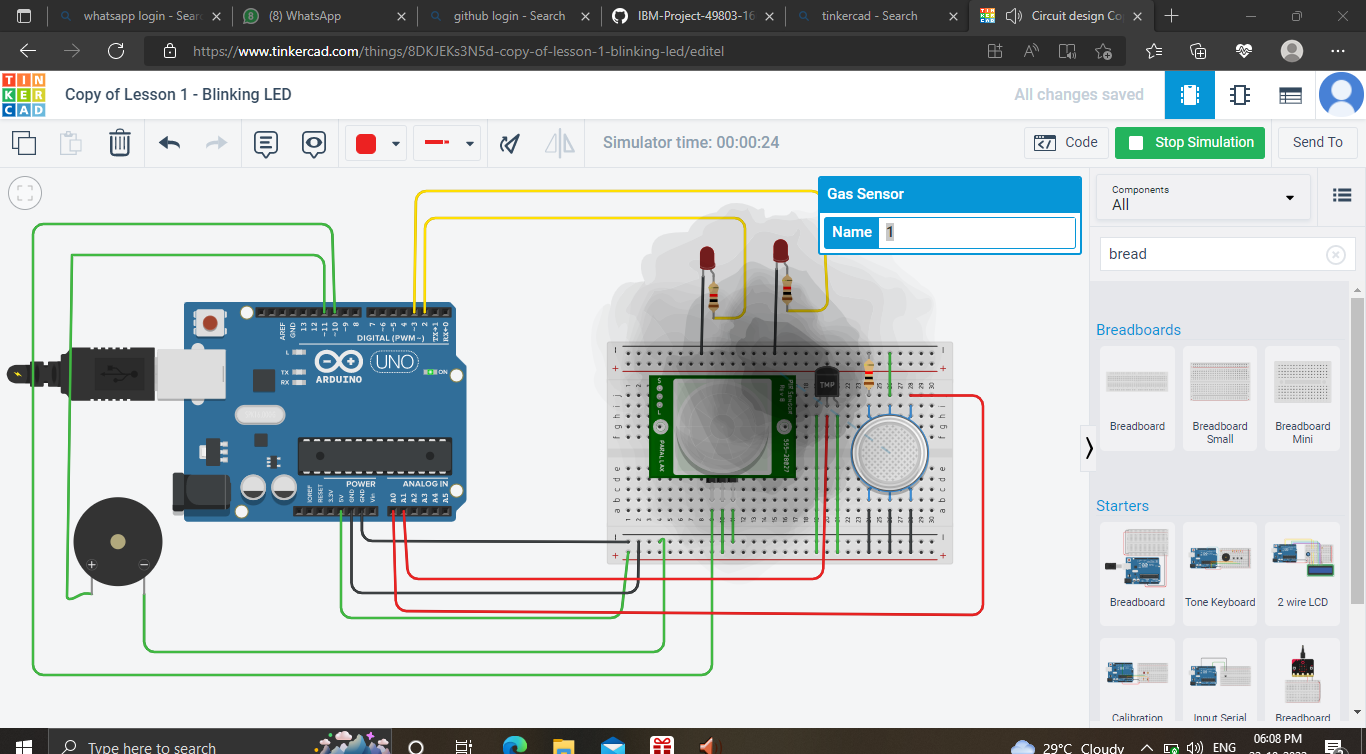 whatsapp login - Sear
(8) WhatsApp
github login - Search
IBM-Project-49803-16
tinkercad - Search
Circuit design Co
https://www.tinkercad.com/things/8DKJEKs3N5d-copy-of-lesson-1-blinking-led/editel
TIN
KER
CAD
Copy of Lesson 1 - Blinking LED
All changes saved
Simulator time: 00:00:24
Code
Stop Simulation
Send To
Gas Sensor
Name 1
Components
All
bread
Breadboards
Breadboard
Breadboard Small
Breadboard Mini
Starters
Breadboard
Tone Keyboard
2 wire LCD
Calibration
Input Serial
Breadboard
AREF
GND
13
12
~11
~10
~9
8
7
~6
~5
4
~3
2
TX→1
RX←0
DIGITAL (PWM ~)
L
TX
RX
ARDUINO
UNO
ON
POWER
ANALOG IN
IOREF
RESET
3.3V
5V
GND
GND
Vin
A0
A1
A2
A3
A4
A5
PIR Sensor
Rev B
PARALLAX
555-28027
TMP
Type here to search
29°C Cloudy
ENG
06:08 PM